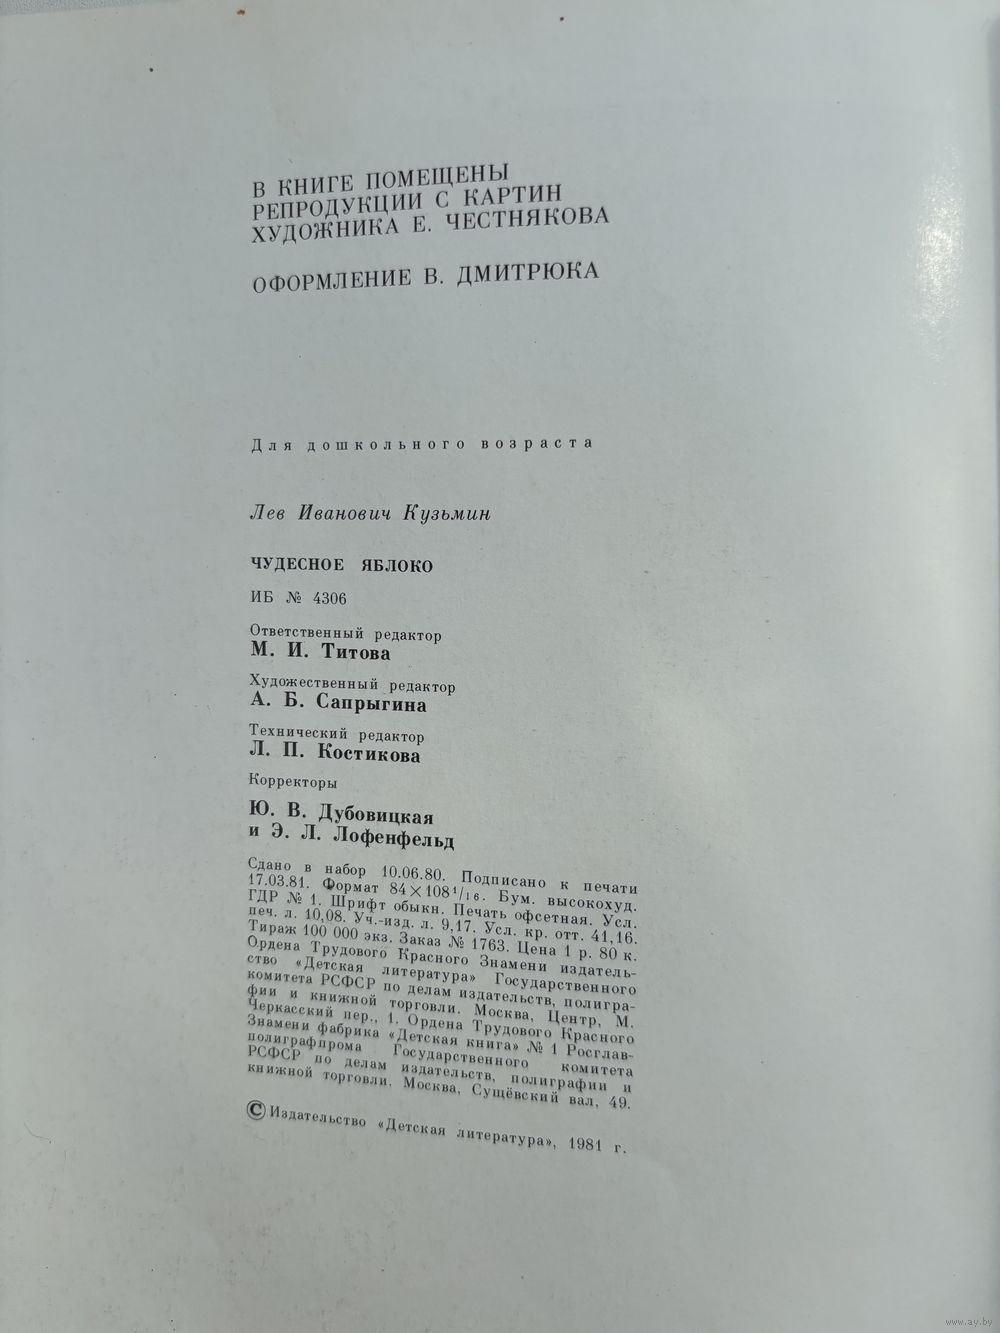 В КНИГЕ ПОМЕЩЕНЫ
РЕПРОДУКЦИИ С КАРТИН
ХУДОЖНИКА Е. ЧЕСТНЯКОВА
ОФОРМЛЕНИЕ В. ДМИТРЮКА
Для дошкольного возраста
Лев Иванович Кузьмин
ЧУДЕСНОЕ ЯБЛОКО
ИБ № 4306
Ответственный редактор
М. И. Титова
Художественный редактор
А. Б. Сапрыгина
Технический редактор
Л. П. Костикова
Корректоры
Ю. В. Дубовицкая
и Э. Л. Лофенфельд
Сдано в набор 10.06.80. Подписано к печати
17.03.81. Формат 84×108¹/₁₆. Бум. высокохуд.
ГДР № 1. Шрифт обыкн. Печать офсетная. Усл.
печ. л. 10,08. Уч.-изд. л. 9,17. Усл. кр. отт. 41,16.
Тираж 100 000 экз. Заказ № 1763. Цена 1 р. 80 к.
Ордена Трудового Красного Знамени издатель-
ство «Детская литература» Государственного
комитета РСФСР по делам издательств, полигра-
фии и книжной торговли. Москва, Центр, М.
Черкасский пер., 1. Ордена Трудового Красного
Знамени фабрика «Детская книга» № 1 Росглав-
полиграфпрома Государственного комитета
РСФСР по делам издательств, полиграфии и
книжной торговли. Москва, Сущёвский вал, 49.
© Издательство «Детская литература», 1981 г.
www.ay.by